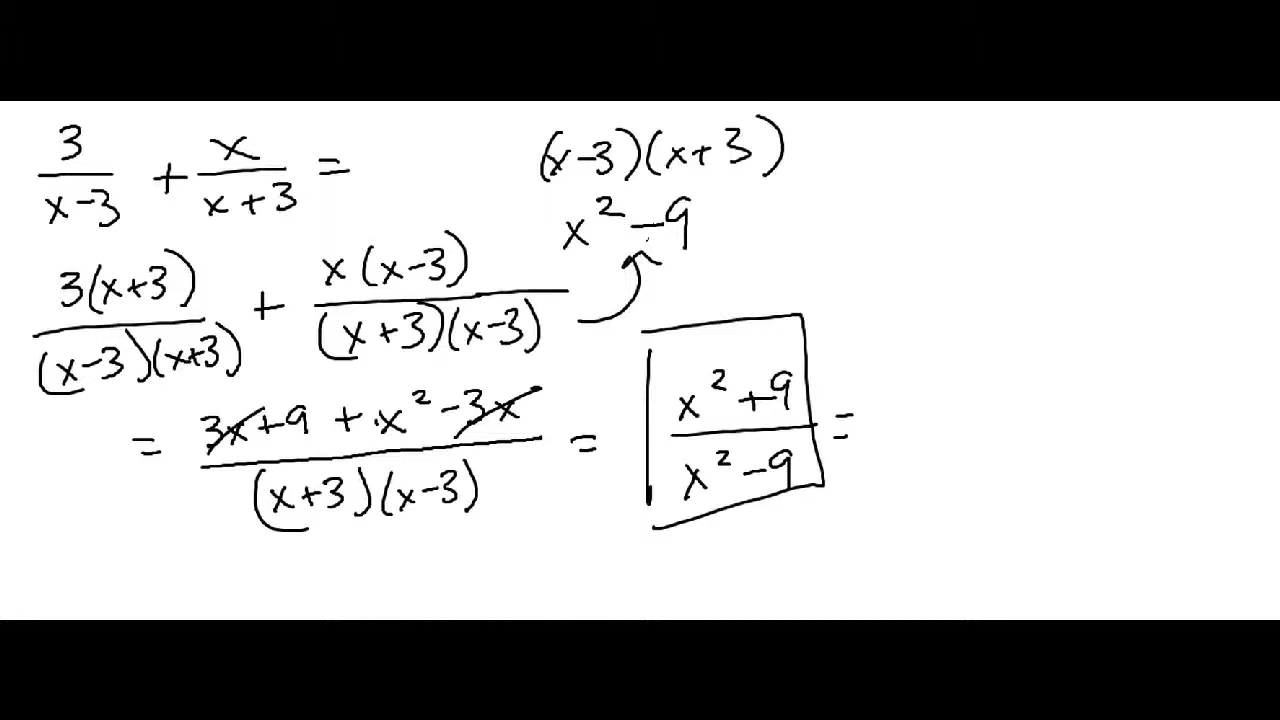 3/(x-3) + x/(x+3) =
(x-3)(x+3)
x² - 9
3(x+3)/((x-3)(x+3)) + x(x-3)/((x+3)(x-3))
= (3x+9+x²-3x)/((x+3)(x-3)) = (x²+9)/(x²-9) =